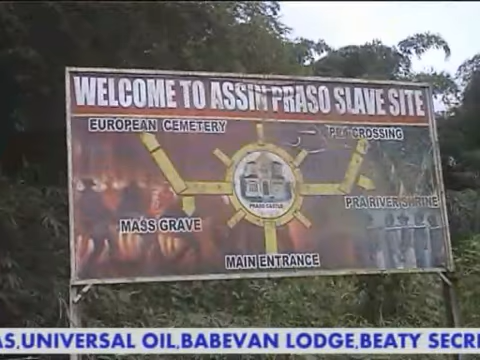 WELCOME TO ASSIN PRASO SLAVE SITE
EUROPEAN CEMETERY
CROSSING
PRASO CASTLE
MASS GRAVE
PRA RIVER SHRINE
MAIN ENTRANCE
AS,UNIVERSAL OIL,BABEVAN LODGE,BEATY SECRE